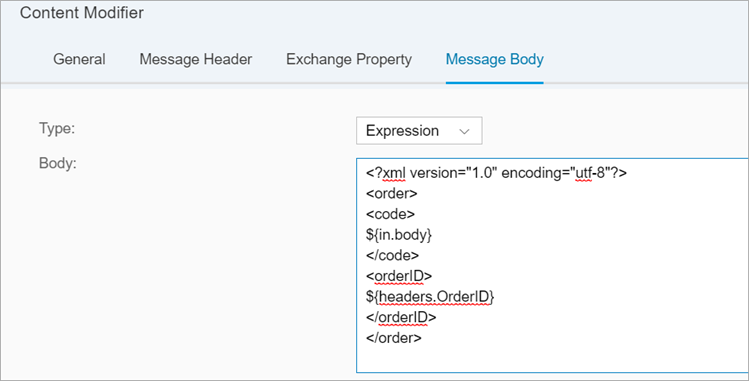 Content Modifier
General Message Header Exchange Property Message Body
Type: Expression
Body:
<?xml version="1.0" encoding="utf-8"?>
<order>
<code>
${in.body}
</code>
<orderID>
${headers.OrderID}
</orderID>
</order>